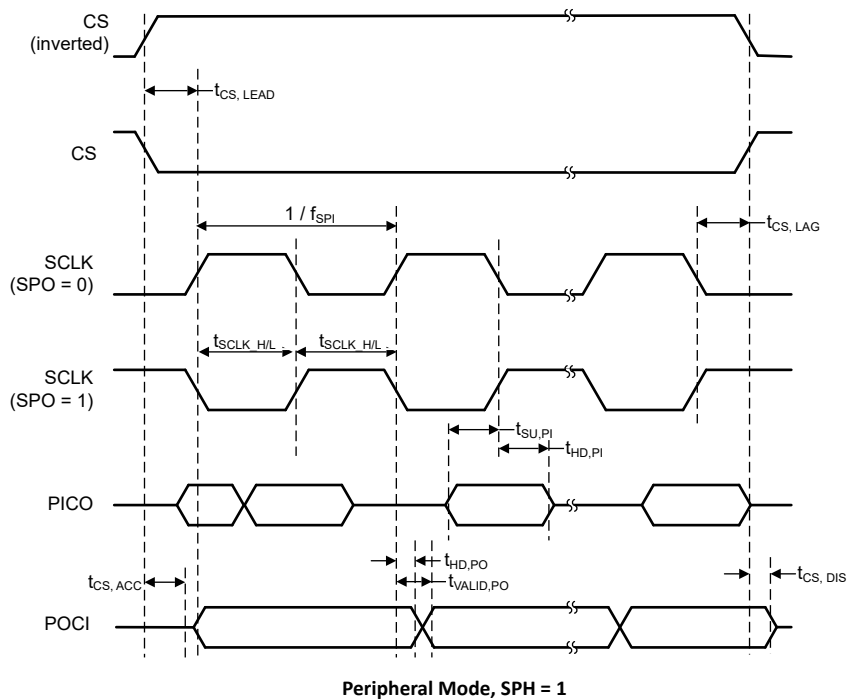 CS
(inverted)
tCS, LEAD
CS
1 / fSPI
tCS, LAG
SCLK
(SPO = 0)
tSCLK_H/L
tSCLK_H/L
SCLK
(SPO = 1)
tSU,PI
tHD,PI
PICO
tHD,PO
tVALID,PO
tCS, ACC
tCS, DIS
POCI
Peripheral Mode, SPH = 1